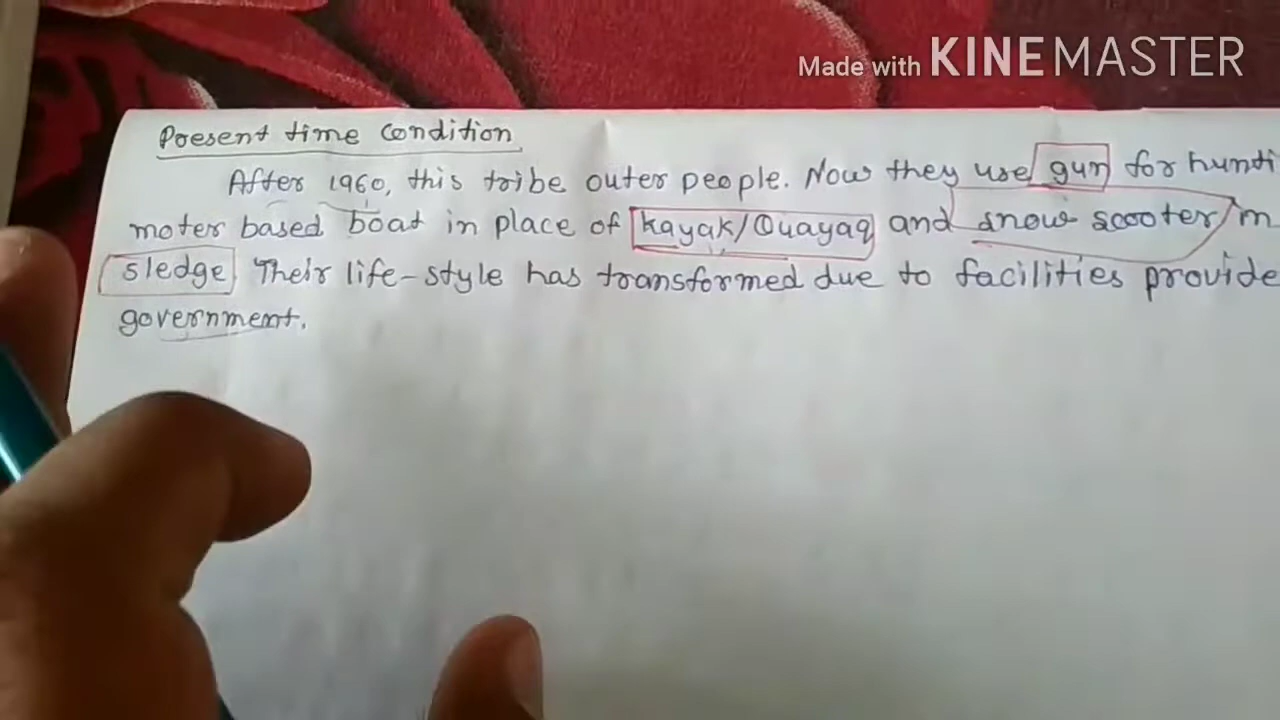 Made with KINEMASTER
Present time condition
After 1960, this tribe outer people. Now they use gun for hunti
moter based boat in place of kayak/Quayaq and snow scooter m
sledge Their life-style has transformed due to facilities provide
government.